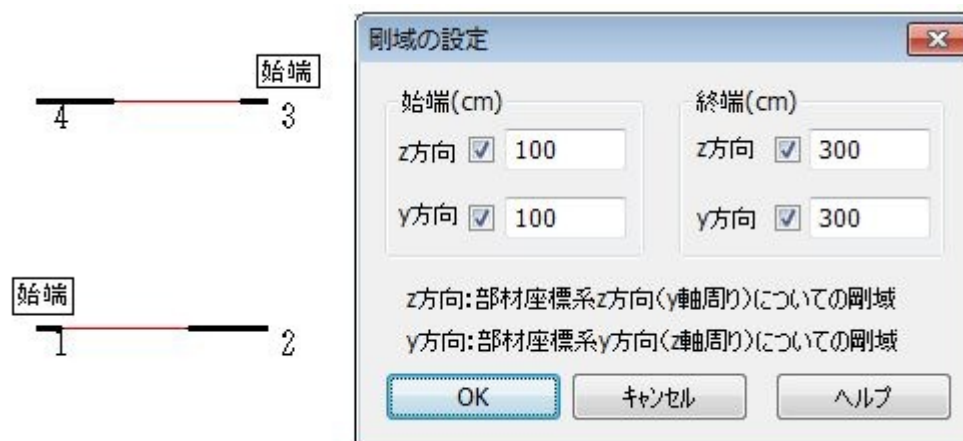 始端
4
3
始端
1
2
剛域の設定
始端(cm)
z方向 100
y方向 100
終端(cm)
z方向 300
y方向 300
z方向:部材座標系z方向(y軸周り)についての剛域
y方向:部材座標系y方向(z軸周り)についての剛域
OK
キャンセル
ヘルプ